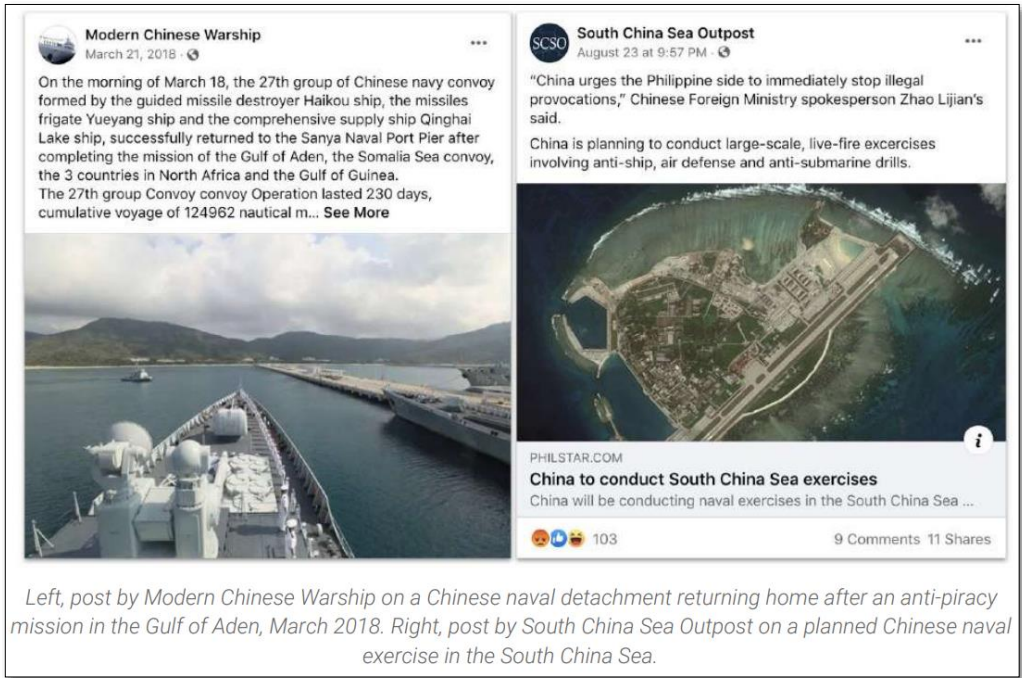 Modern Chinese Warship
March 21, 2018 ·
On the morning of March 18, the 27th group of Chinese navy convoy
formed by the guided missile destroyer Haikou ship, the missiles
frigate Yueyang ship and the comprehensive supply ship Qinghai
Lake ship, successfully returned to the Sanya Naval Port Pier after
completing the mission of the Gulf of Aden, the Somalia Sea convoy,
the 3 countries in North Africa and the Gulf of Guinea.
The 27th group Convoy convoy Operation lasted 230 days,
cumulative voyage of 124962 nautical m... See More
SCSO
South China Sea Outpost
August 23 at 9:57 PM ·
“China urges the Philippine side to immediately stop illegal
provocations,” Chinese Foreign Ministry spokesperson Zhao Lijian's
said.
China is planning to conduct large-scale, live-fire excercises
involving anti-ship, air defense and anti-submarine drills.
i
PHILSTAR.COM
China to conduct South China Sea exercises
China will be conducting naval exercises in the South China Sea ...
103
9 Comments 11 Shares
Left, post by Modern Chinese Warship on a Chinese naval detachment returning home after an anti-piracy
mission in the Gulf of Aden, March 2018. Right, post by South China Sea Outpost on a planned Chinese naval
exercise in the South China Sea.